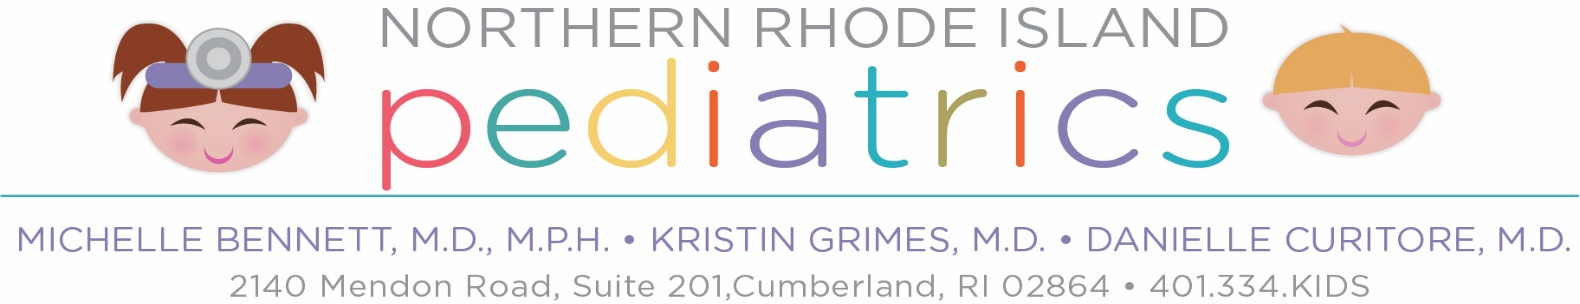 NORTHERN RHODE ISLAND
pediatrics
MICHELLE BENNETT, M.D., M.P.H. • KRISTIN GRIMES, M.D. • DANIELLE CURITORE, M.D.
2140 Mendon Road, Suite 201,Cumberland, RI 02864 • 401.334.KIDS